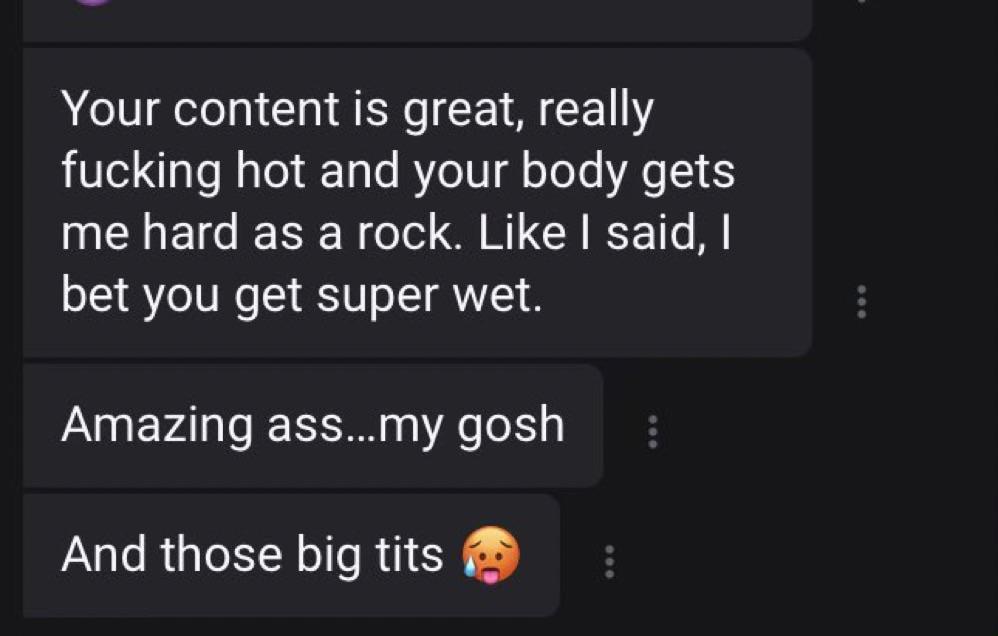 Your content is great, really
fucking hot and your body gets
me hard as a rock. Like I said, I
bet you get super wet.
Amazing ass...my gosh
And those big tits 🥵